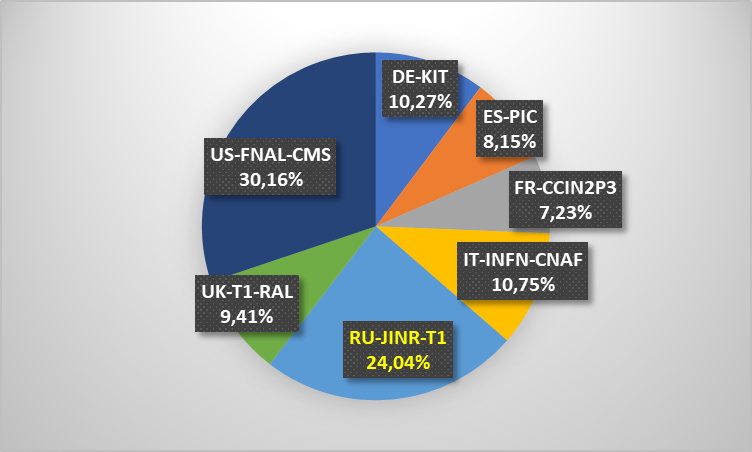 DE-KIT
10,27%
ES-PIC
8,15%
FR-CCIN2P3
7,23%
IT-INFN-CNAF
10,75%
RU-JINR-T1
24,04%
UK-T1-RAL
9,41%
US-FNAL-CMS
30,16%